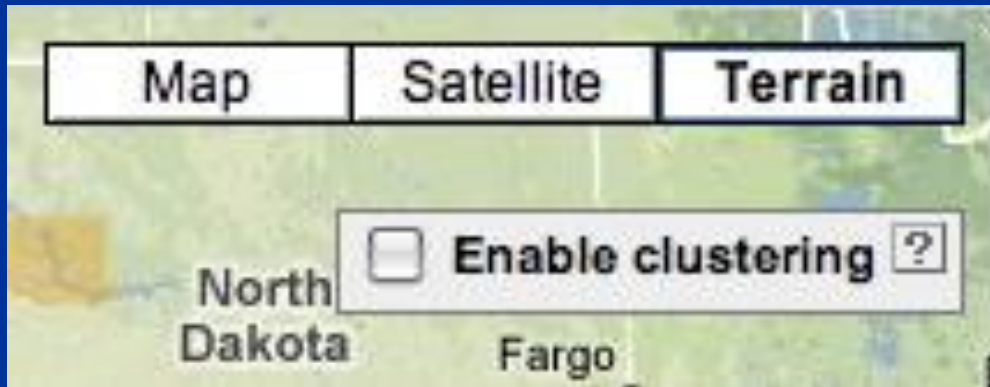 Map Satellite Terrain
Enable clustering ?
North
Dakota
Fargo